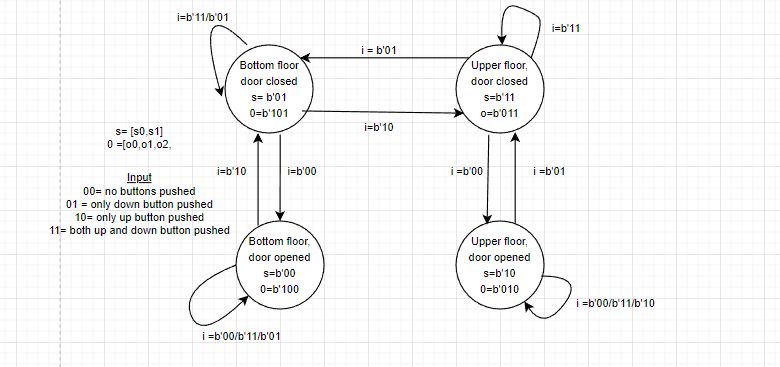 i=b'11/b'01
i=b'11
i = b'01
Bottom floor
door closed
s= b'01
0=b'101
Upper floor,
door closed
s=b'11
o=b'011
i=b'10
s= [s0,s1]
0 =[o0,o1,o2,
Input
00= no buttons pushed
01 = only down button pushed
10= only up button pushed
11= both up and down button pushed
i=b'10
i=b'00
i =b'00
i =b'01
Bottom floor,
door opened
s=b'00
0=b'100
Upper floor,
door opened
s=b'10
0=b'010
i =b'00/b'11/b'10
i =b'00/b'11/b'01